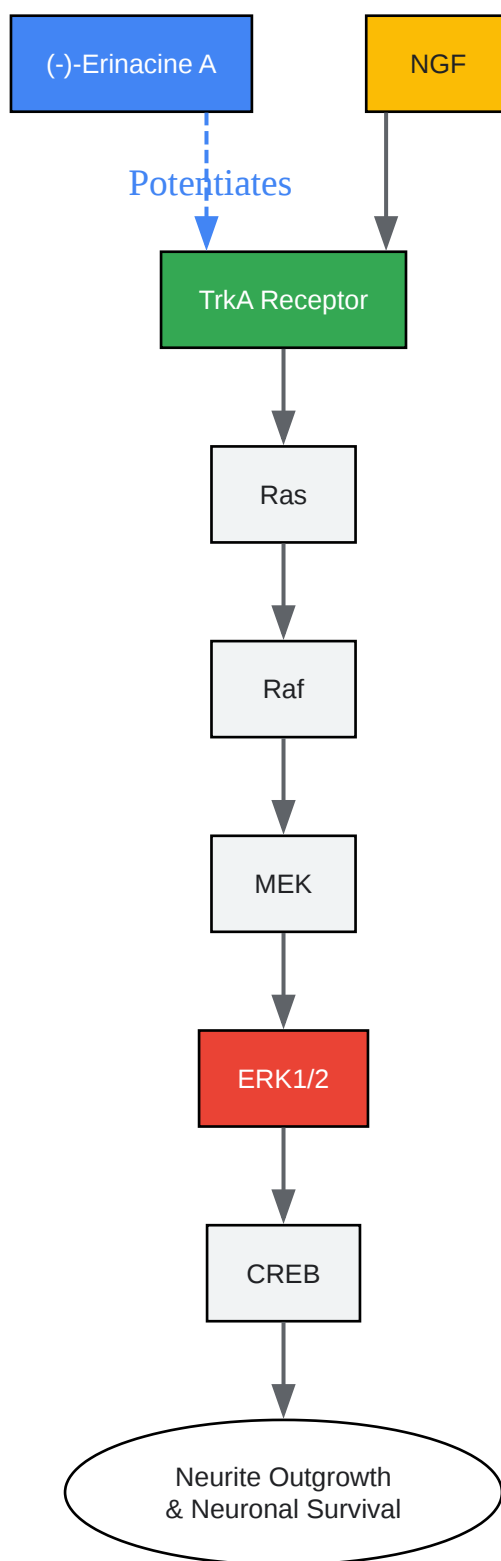 (-)-Erinacine A
NGF
Potentiates
TrkA Receptor
Ras
Raf
MEK
ERK1/2
CREB
Neurite Outgrowth
& Neuronal Survival